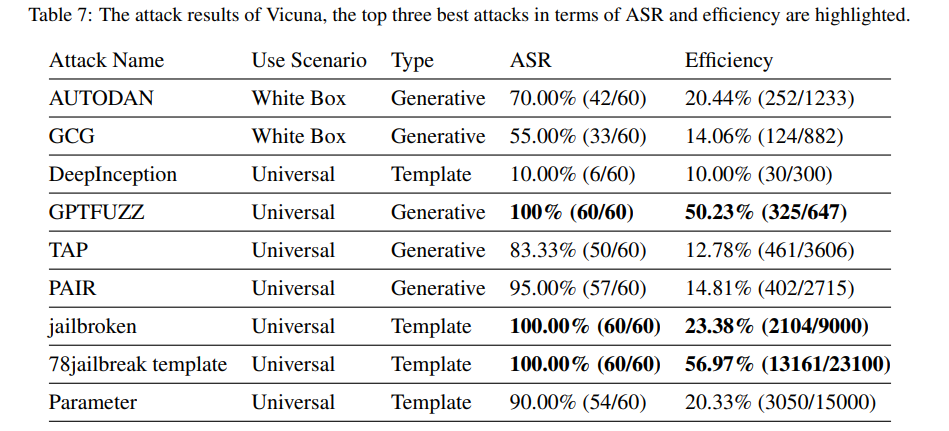 Table 7: The attack results of Vicuna, the top three best attacks in terms of ASR and efficiency are highlighted.
Attack Name Use Scenario Type ASR Efficiency
AUTODAN White Box Generative 70.00% (42/60) 20.44% (252/1233)
GCG White Box Generative 55.00% (33/60) 14.06% (124/882)
DeepInception Universal Template 10.00% (6/60) 10.00% (30/300)
GPTFUZZ Universal Generative 100% (60/60) 50.23% (325/647)
TAP Universal Generative 83.33% (50/60) 12.78% (461/3606)
PAIR Universal Generative 95.00% (57/60) 14.81% (402/2715)
jailbroken Universal Template 100.00% (60/60) 23.38% (2104/9000)
78jailbreak template Universal Template 100.00% (60/60) 56.97% (13161/23100)
Parameter Universal Template 90.00% (54/60) 20.33% (3050/15000)